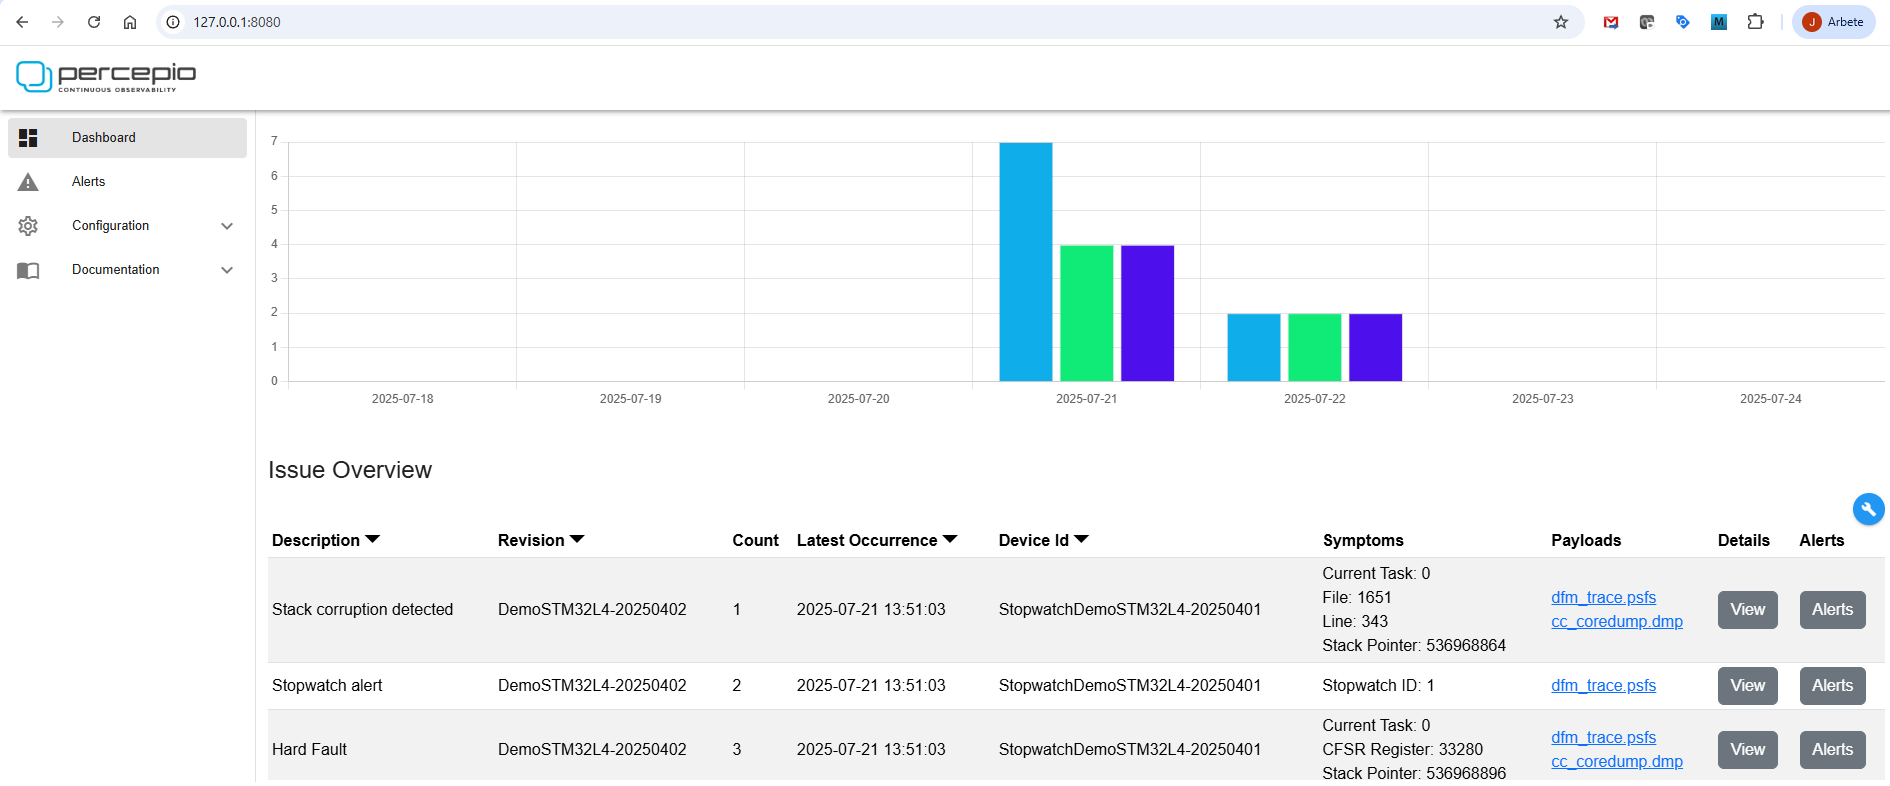 127.0.0.1:8080
M
J Arbete
percepio
CONTINUOUS OBSERVABILITY
Dashboard
Alerts
Configuration
Documentation
7
6
5
4
3
2
1
0
2025-07-18 2025-07-19 2025-07-20 2025-07-21 2025-07-22 2025-07-23 2025-07-24
Issue Overview
Description Revision Count Latest Occurrence Device Id Symptoms Payloads Details Alerts
Stack corruption detected DemoSTM32L4-20250402 1 2025-07-21 13:51:03 StopwatchDemoSTM32L4-20250401
Current Task: 0
File: 1651
Line: 343
Stack Pointer: 536968864
dfm_trace.psfs
cc_coredump.dmp
View Alerts
Stopwatch alert DemoSTM32L4-20250402 2 2025-07-21 13:51:03 StopwatchDemoSTM32L4-20250401 Stopwatch ID: 1 dfm_trace.psfs View Alerts
Hard Fault DemoSTM32L4-20250402 3 2025-07-21 13:51:03 StopwatchDemoSTM32L4-20250401
Current Task: 0
CFSR Register: 33280
Stack Pointer: 536968896
dfm_trace.psfs
cc_coredump.dmp
View Alerts